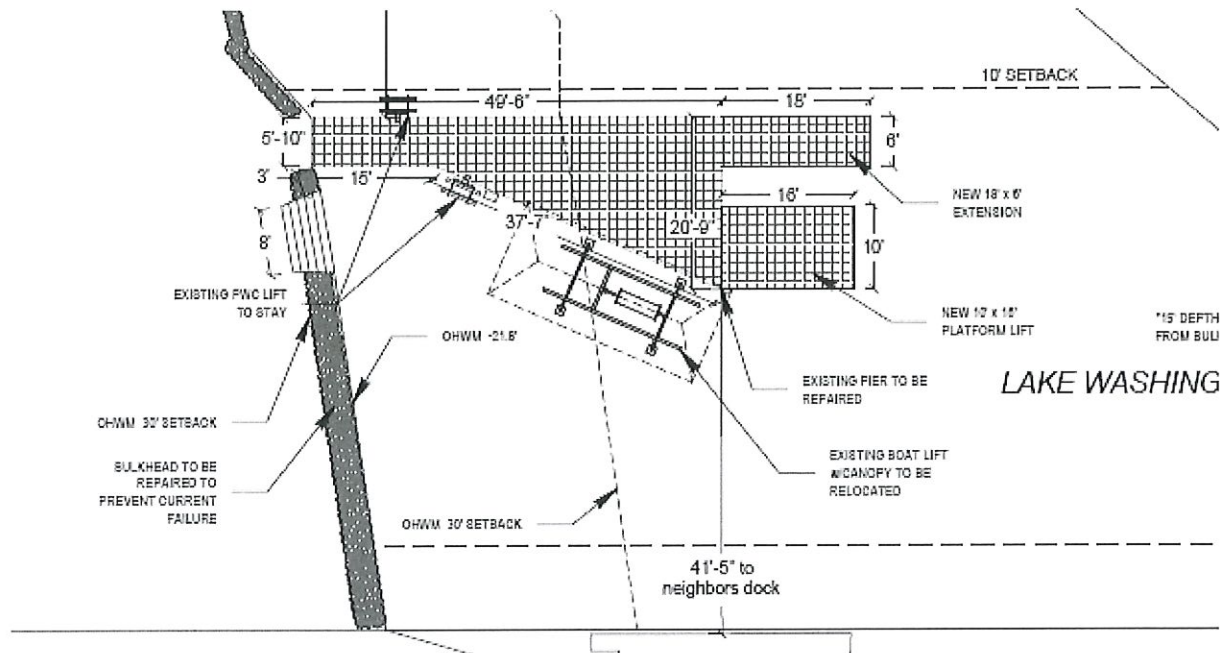 10' SETBACK
49'-6"
18'
5'-10"
6'
3'
15'
16'
NEW 18' x 6'
EXTENSION
8'
37'-7"
20'-9"
10'
EXISTING PWC LIFT
TO STAY
OHWM -21.8'
NEW 10' x 16'
PLATFORM LIFT
FROM BUL
LAKE WASHING
EXISTING PIER TO BE
REPAIRED
OHWM 30' SETBACK
BULKHEAD TO BE
REPAIRED TO
PREVENT CURRENT
FAILURE
EXISTING BOAT LIFT
W/CANOPY TO BE
RELOCATED
OHWM 30' SETBACK
41'-5" to
neighbors dock